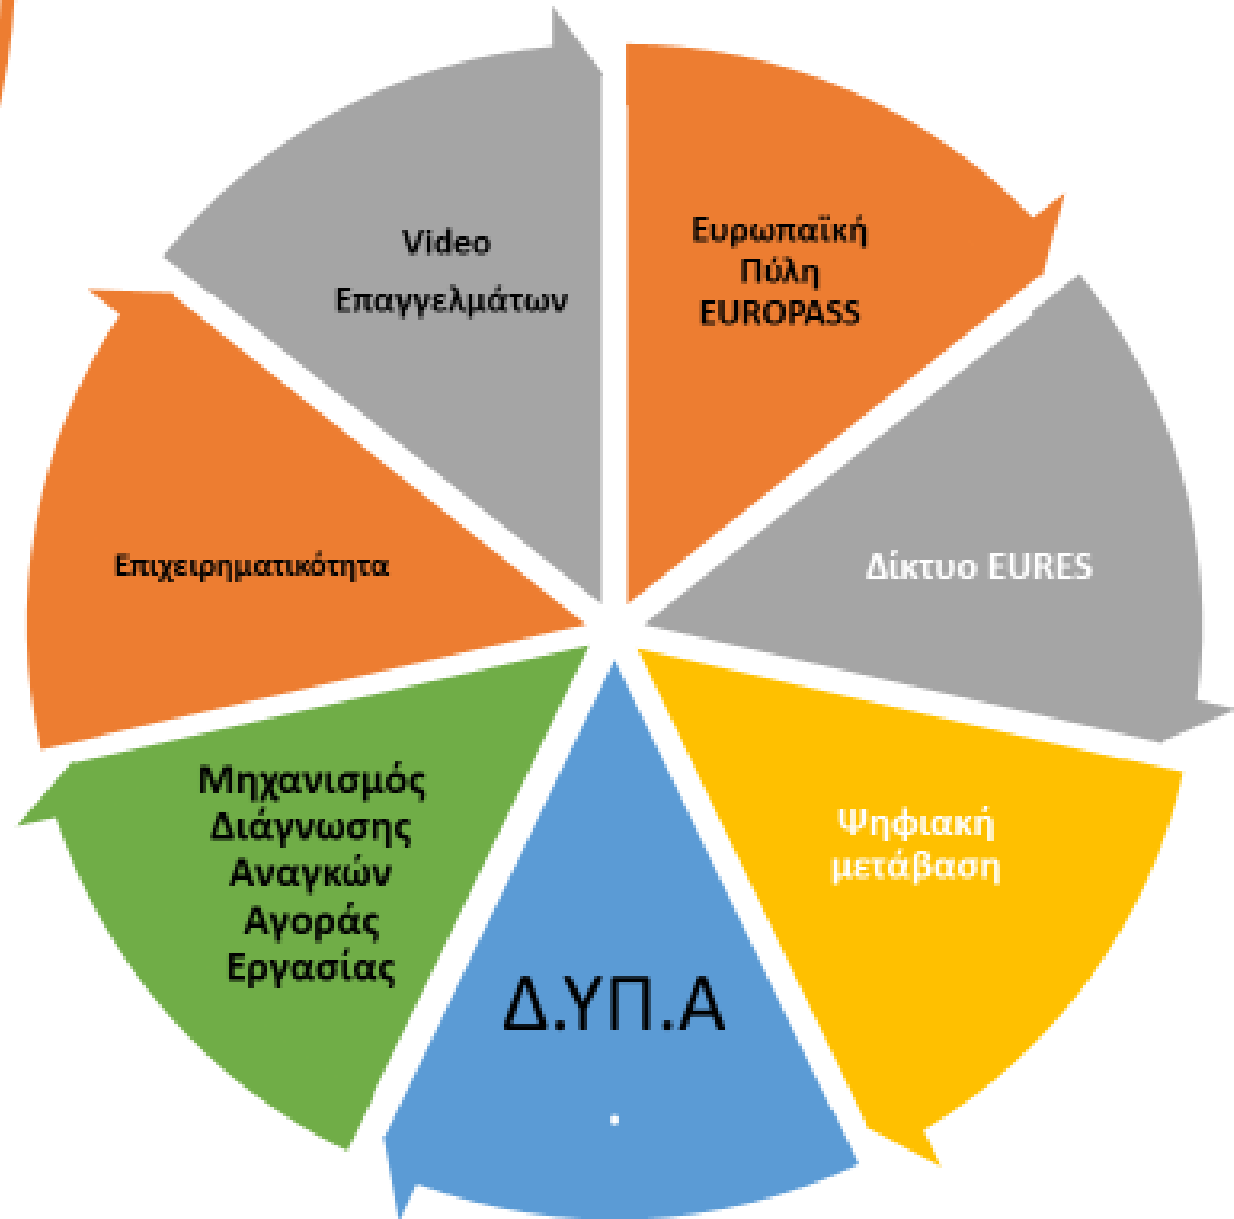 Ευρωπαϊκή
Πύλη
EUROPASS
Δίκτυο EURES
Ψηφιακή
μετάβαση
Δ.ΥΠ.Α
.
Μηχανισμός
Διάγνωσης
Αναγκών
Αγοράς
Εργασίας
Επιχειρηματικότητα
Video
Επαγγελμάτων